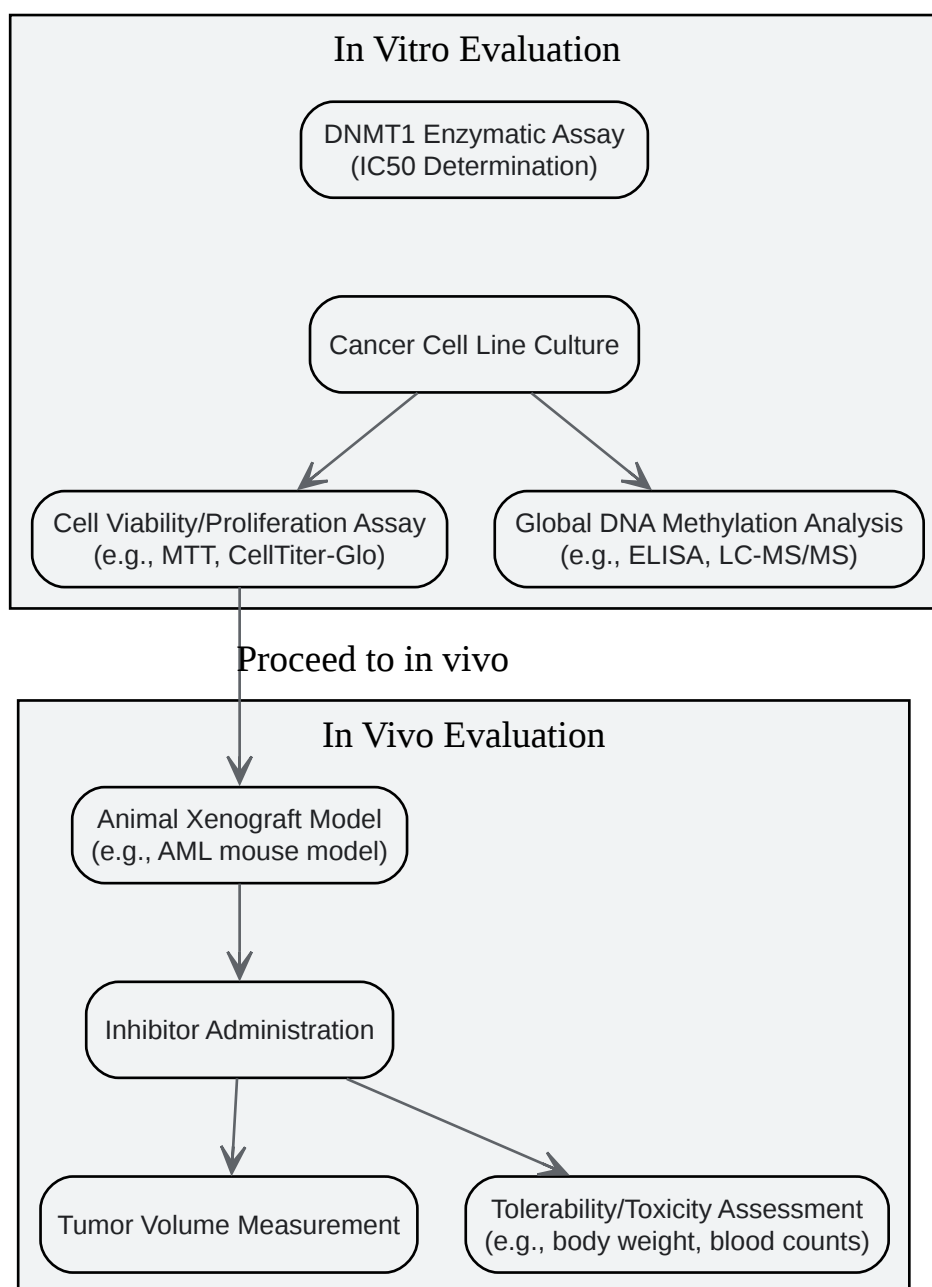 In Vitro Evaluation
DNMT1 Enzymatic Assay
(IC50 Determination)
Cancer Cell Line Culture
Cell Viability/Proliferation Assay
(e.g., MTT, CellTiter-Glo)
Global DNA Methylation Analysis
(e.g., ELISA, LC-MS/MS)
Proceed to in vivo
In Vivo Evaluation
Animal Xenograft Model
(e.g., AML mouse model)
Inhibitor Administration
Tumor Volume Measurement
Tolerability/Toxicity Assessment
(e.g., body weight, blood counts)